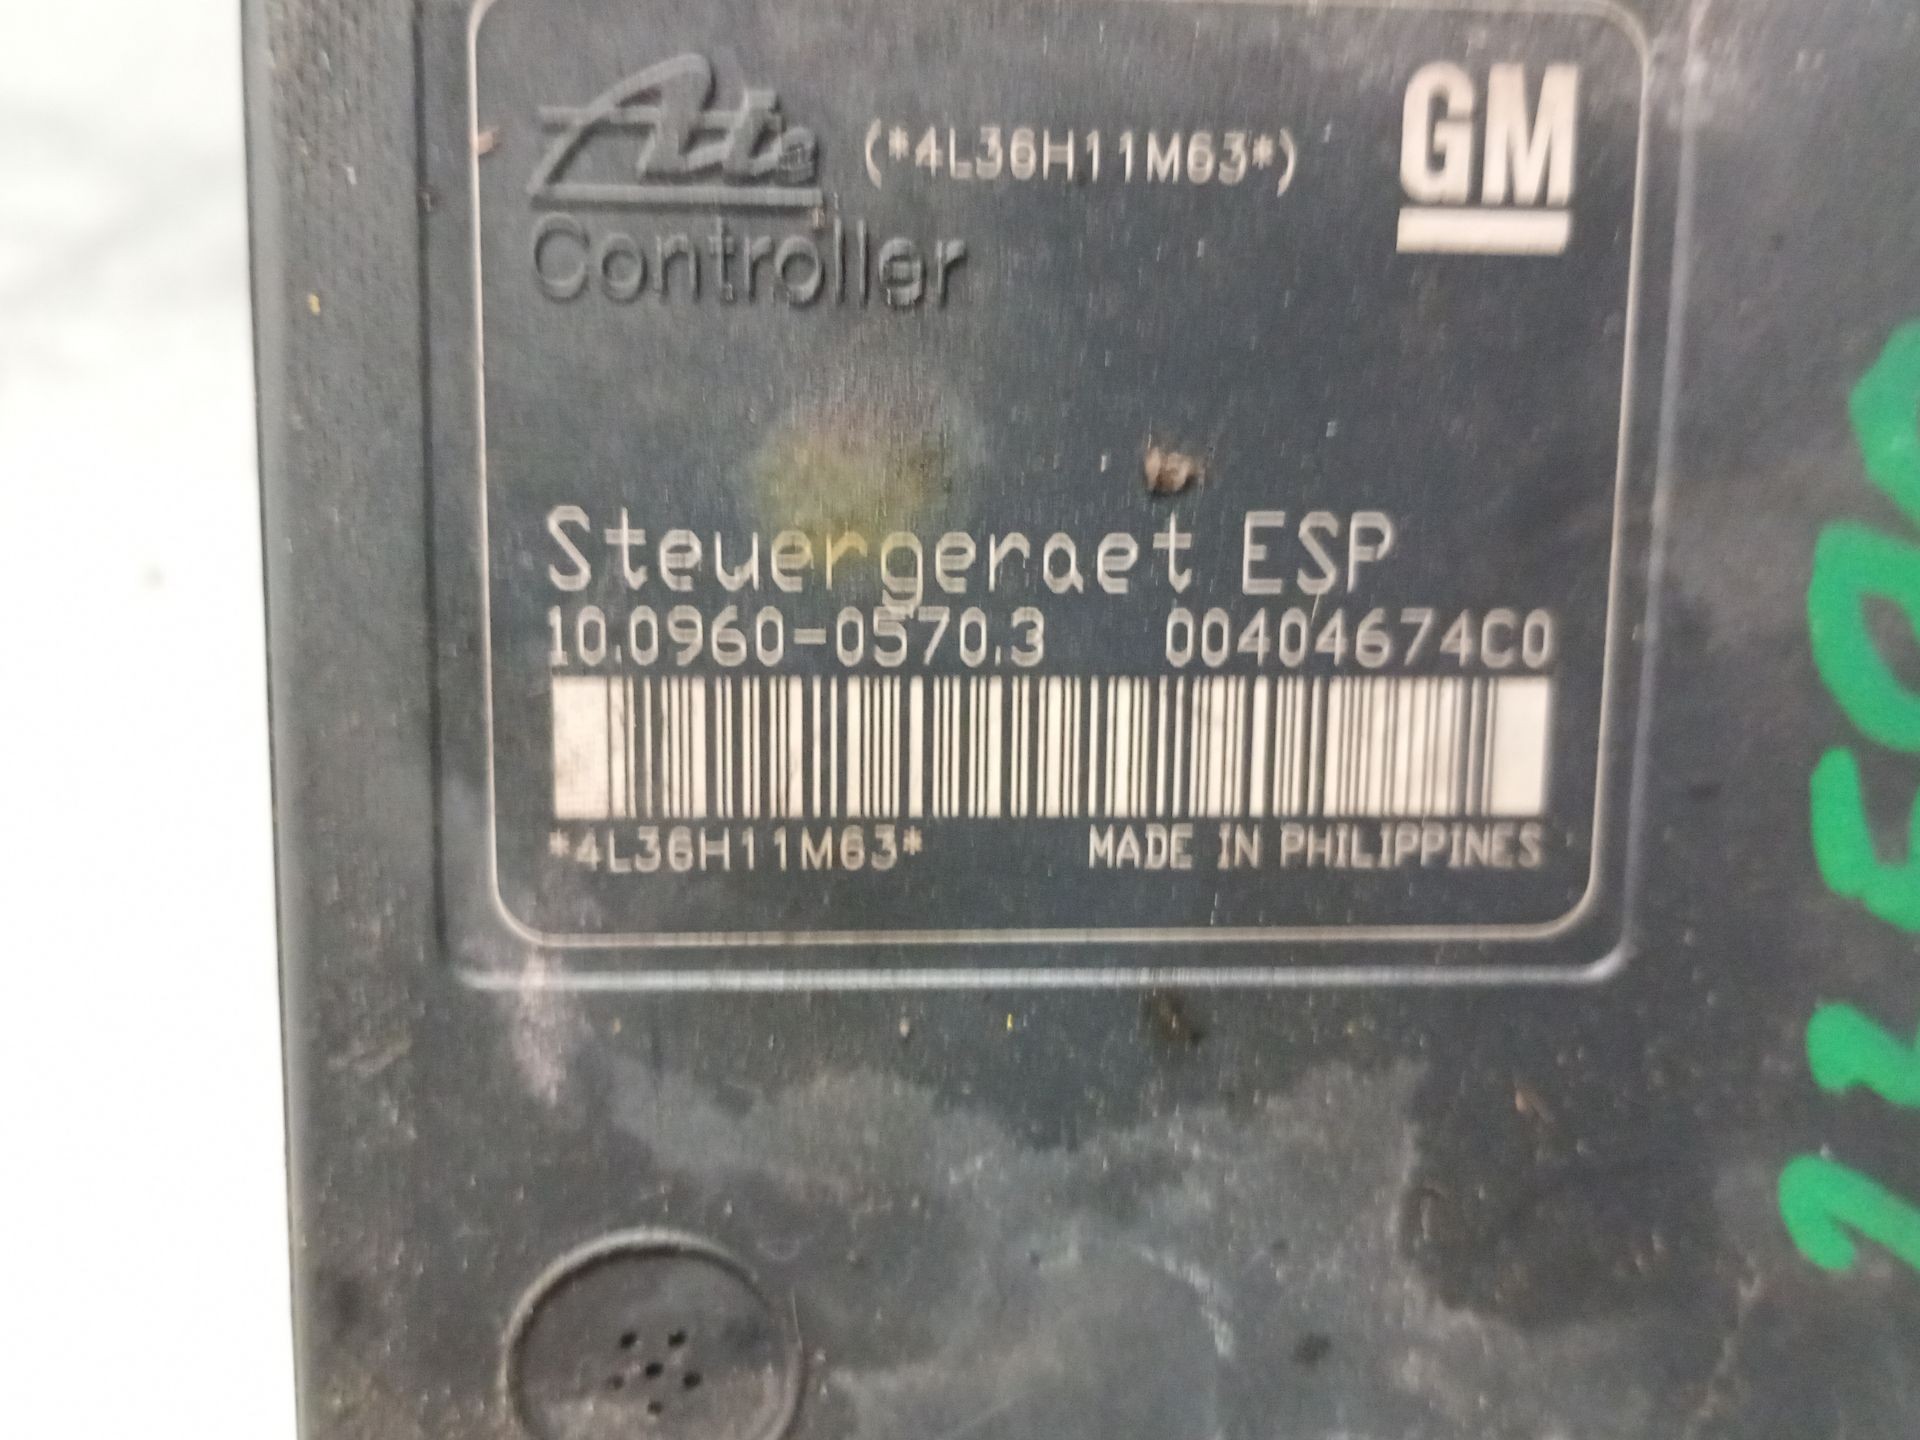 Ate (*4L36H11M63*) GM
Controller
Steuergeraet ESP
10.0960-0570.3 00404674C0
*4L36H11M63* MADE IN PHILIPPINES